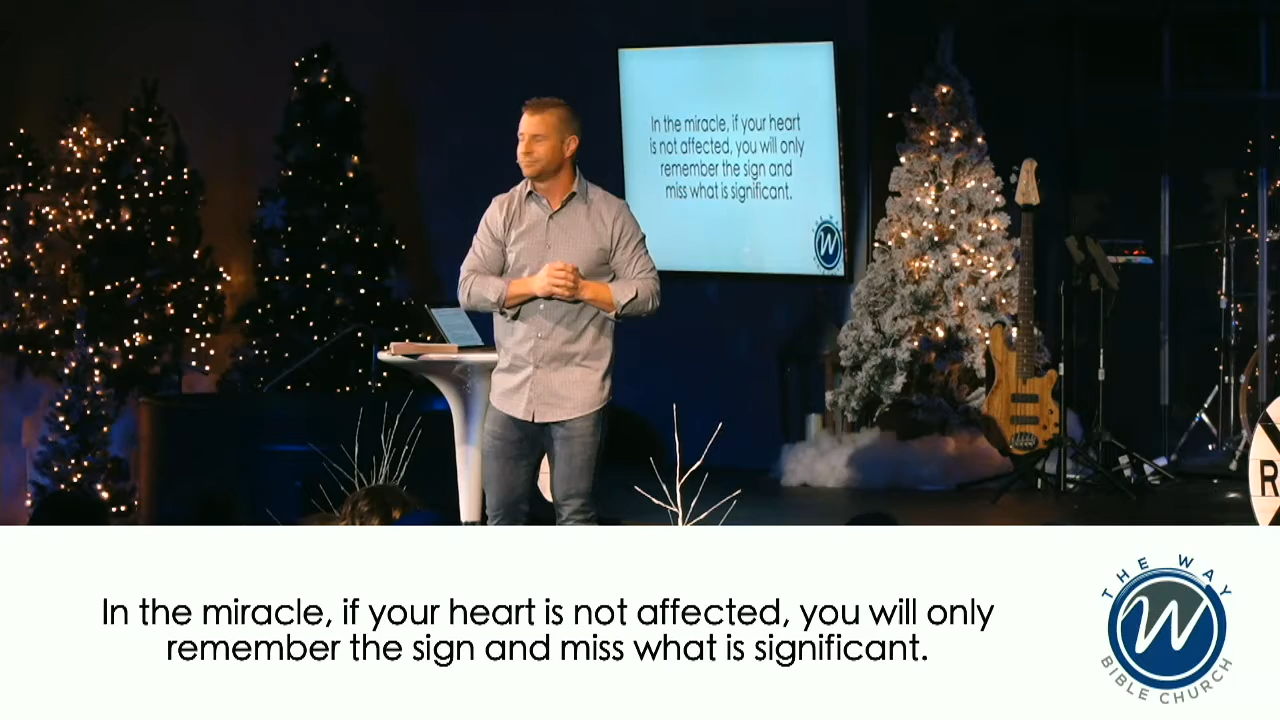 In the miracle, if your heart
is not affected, you will only
remember the sign and
miss what is significant.
THE WAY
W
R
In the miracle, if your heart is not affected, you will only
remember the sign and miss what is significant.
THE WAY
W
BIBLE CHURCH